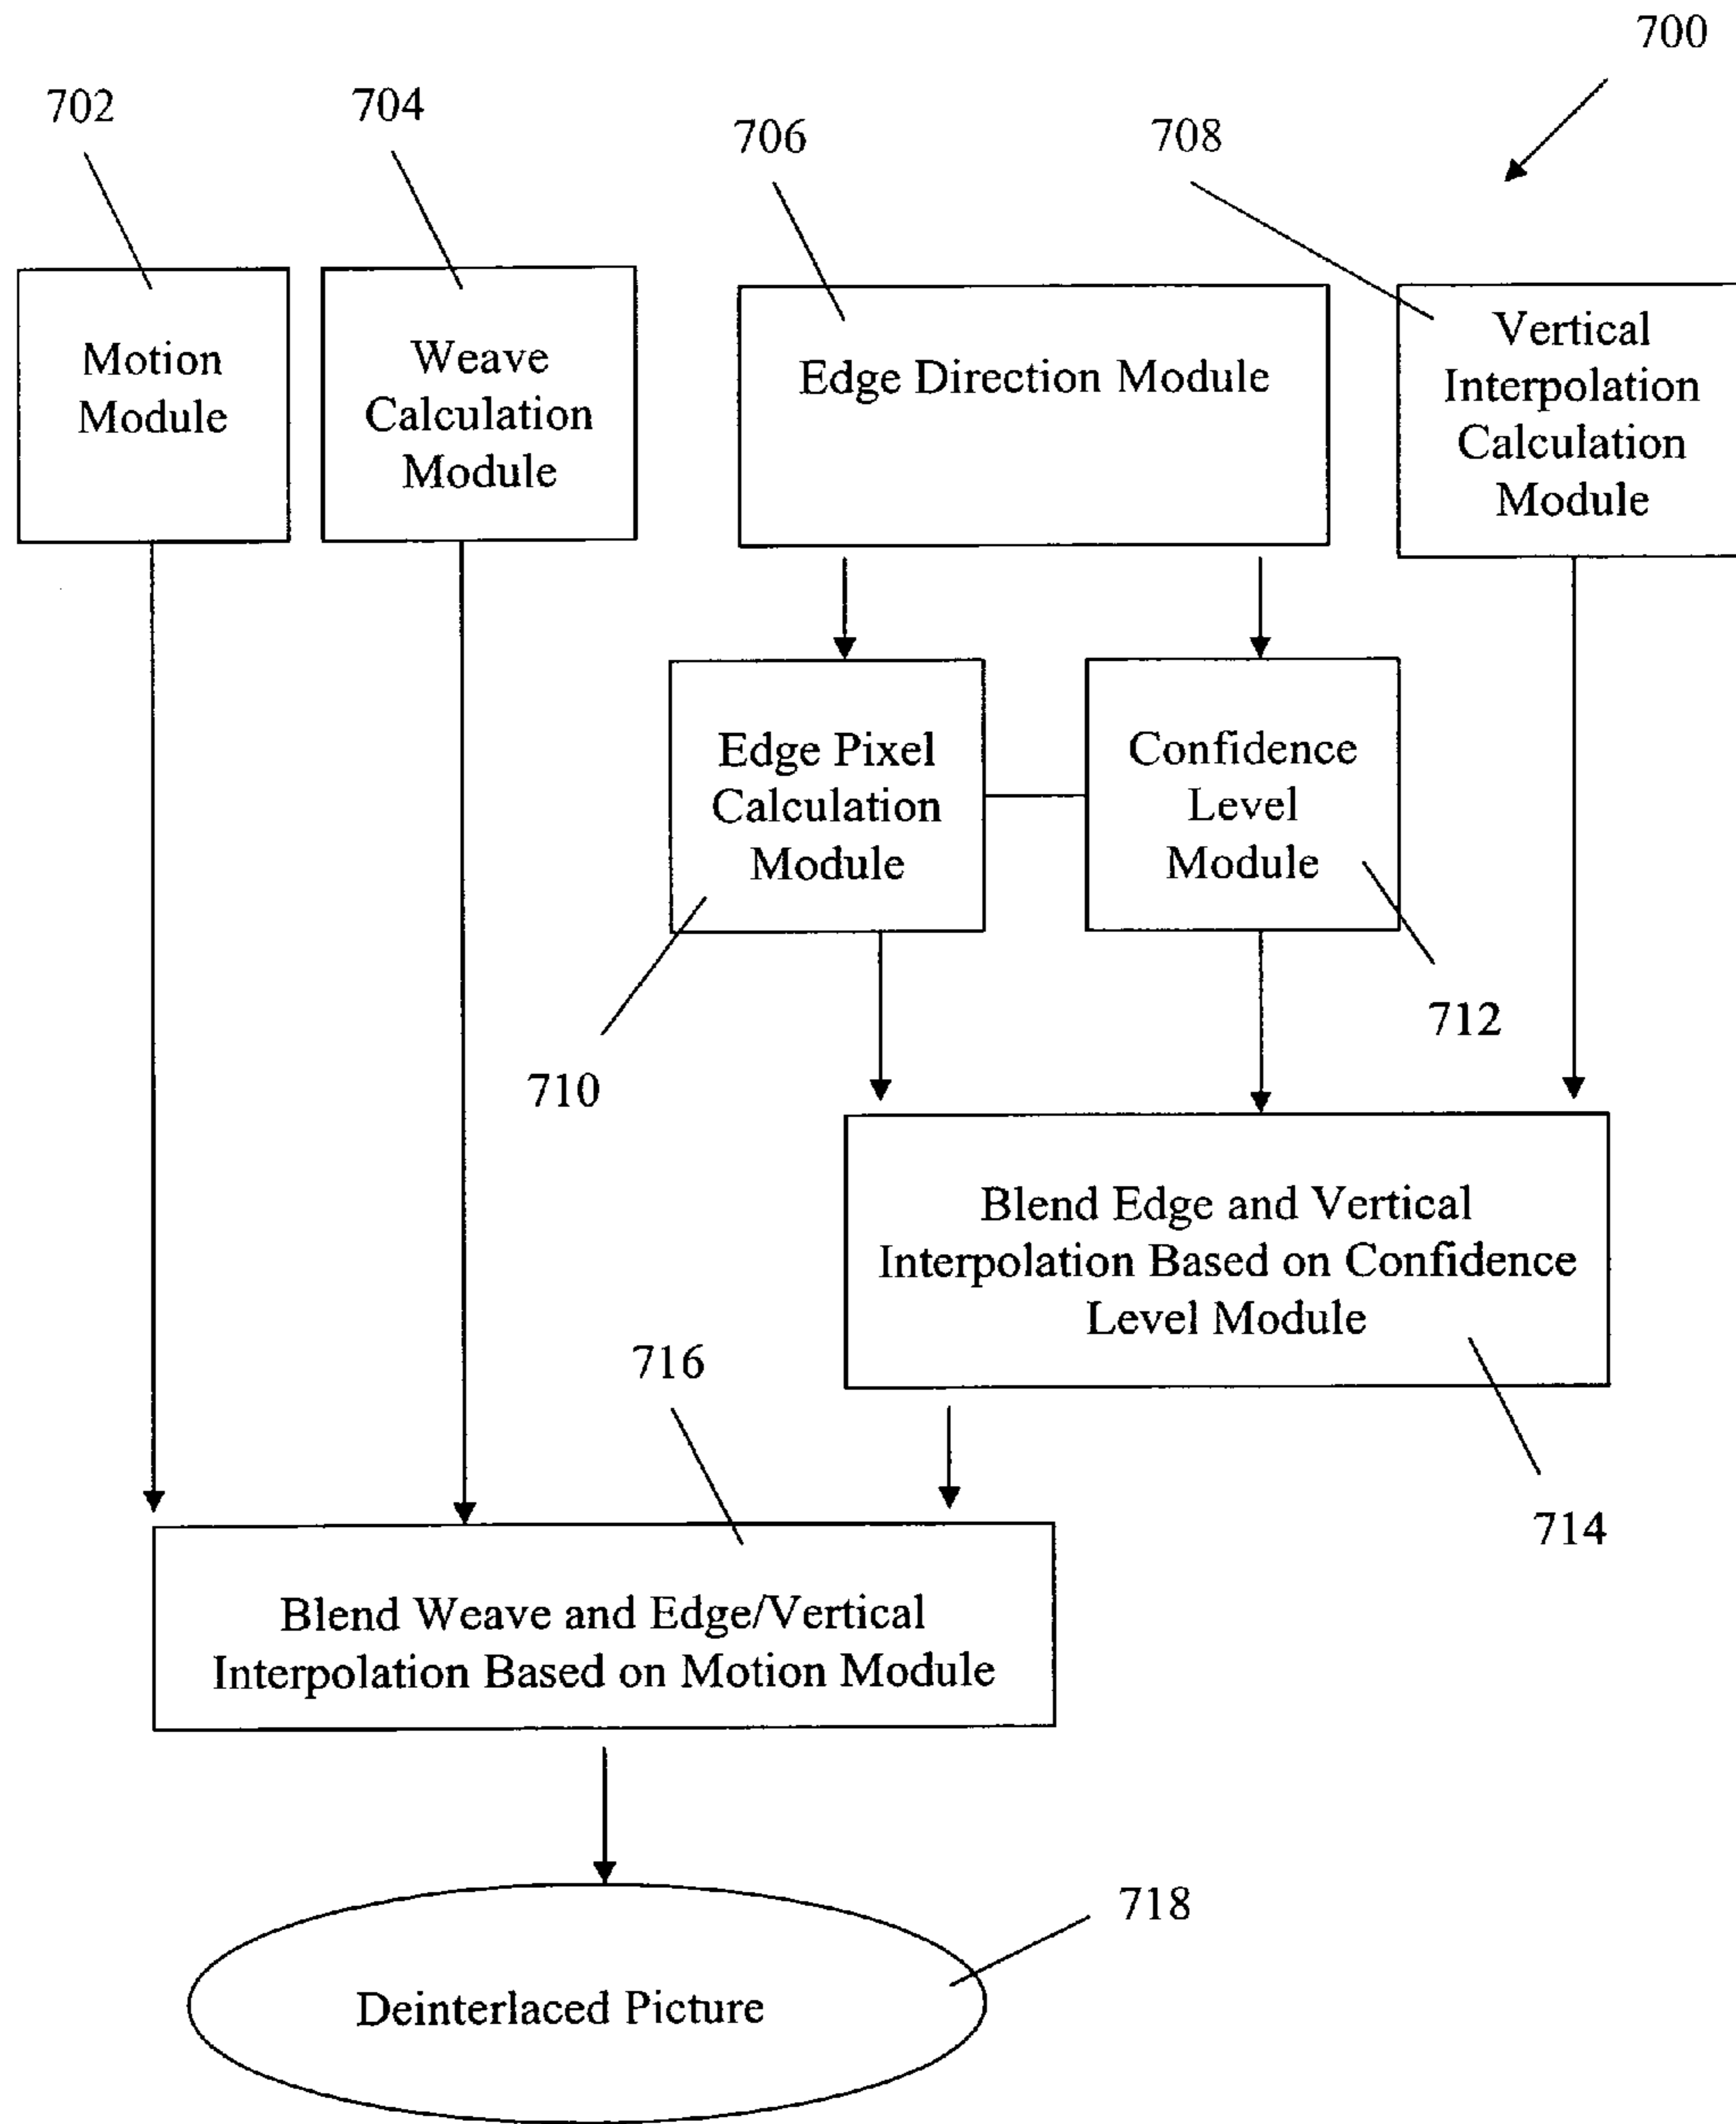 700
702
704
706
708
Motion
Module
Weave
Calculation
Module
Edge Direction Module
Vertical
Interpolation
Calculation
Module
Edge Pixel
Calculation
Module
Confidence
Level
Module
710
712
Blend Edge and Vertical
Interpolation Based on Confidence
Level Module
714
716
Blend Weave and Edge/Vertical
Interpolation Based on Motion Module
718
Deinterlaced Picture